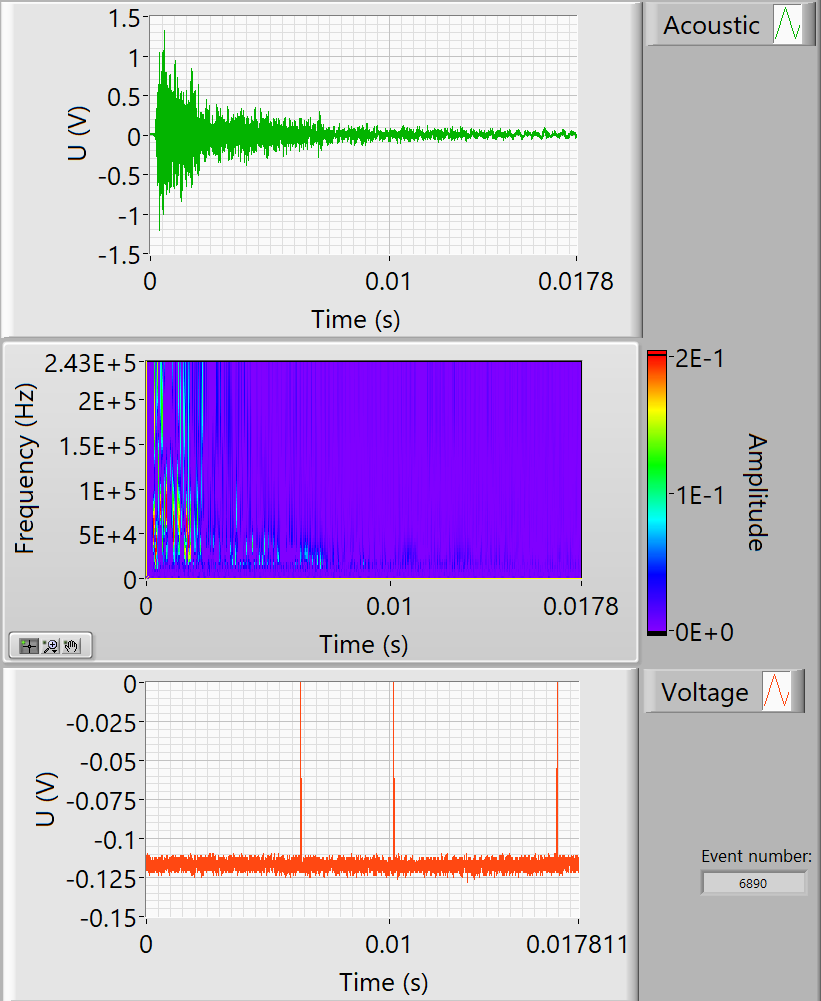 1.5
1
0.5
0
-0.5
-1
-1.5
U (V)
0 0.01 0.0178
Time (s)
Acoustic
2.43E+5
2E+5
1.5E+5
1E+5
5E+4
0
Frequency (Hz)
0 0.01 0.0178
Time (s)
2E-1
1E-1
0E+0
Amplitude
0
-0.025
-0.05
-0.075
-0.1
-0.125
-0.15
U (V)
0 0.01 0.017811
Time (s)
Voltage
Event number:
6890